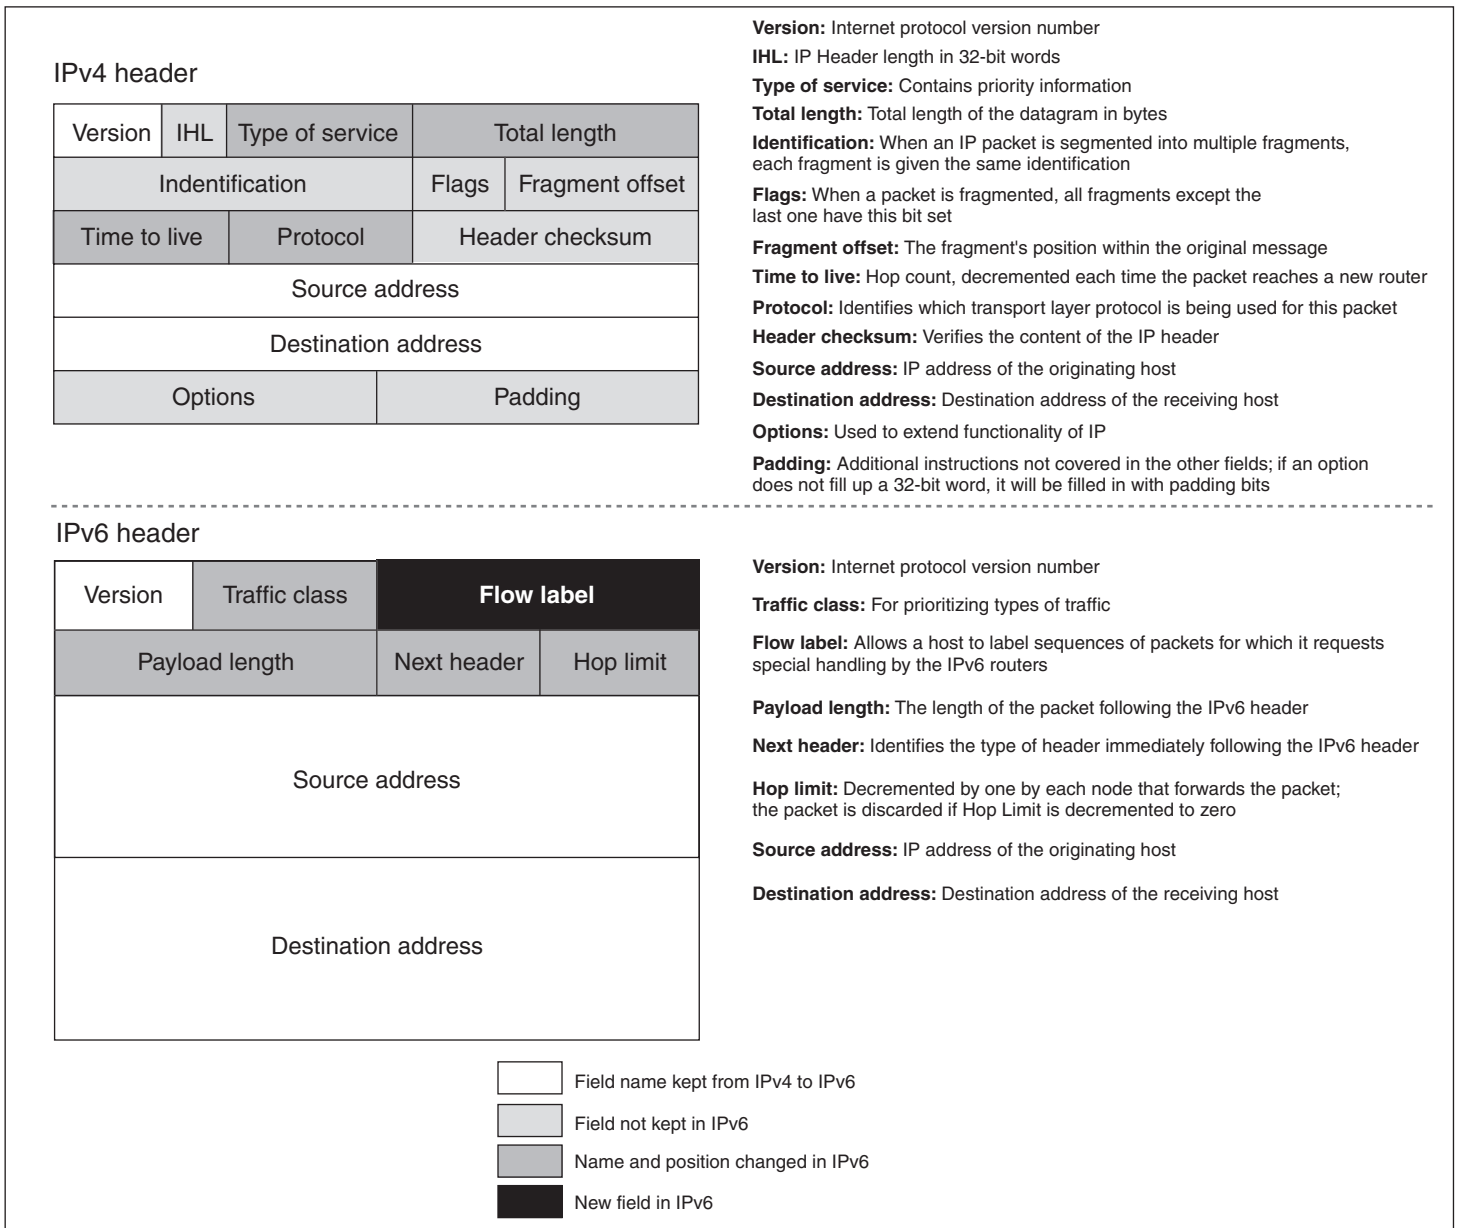 IPv4 header
Version IHL Type of service Total length
Indentification Flags Fragment offset
Time to live Protocol Header checksum
Source address
Destination address
Options Padding
Version: Internet protocol version number
IHL: IP Header length in 32-bit words
Type of service: Contains priority information
Total length: Total length of the datagram in bytes
Identification: When an IP packet is segmented into multiple fragments,
each fragment is given the same identification
Flags: When a packet is fragmented, all fragments except the
last one have this bit set
Fragment offset: The fragment's position within the original message
Time to live: Hop count, decremented each time the packet reaches a new router
Protocol: Identifies which transport layer protocol is being used for this packet
Header checksum: Verifies the content of the IP header
Source address: IP address of the originating host
Destination address: Destination address of the receiving host
Options: Used to extend functionality of IP
Padding: Additional instructions not covered in the other fields; if an option
does not fill up a 32-bit word, it will be filled in with padding bits
IPv6 header
Version Traffic class Flow label
Payload length Next header Hop limit
Source address
Destination address
Version: Internet protocol version number
Traffic class: For prioritizing types of traffic
Flow label: Allows a host to label sequences of packets for which it requests
special handling by the IPv6 routers
Payload length: The length of the packet following the IPv6 header
Next header: Identifies the type of header immediately following the IPv6 header
Hop limit: Decremented by one by each node that forwards the packet;
the packet is discarded if Hop Limit is decremented to zero
Source address: IP address of the originating host
Destination address: Destination address of the receiving host
Field name kept from IPv4 to IPv6
Field not kept in IPv6
Name and position changed in IPv6
New field in IPv6